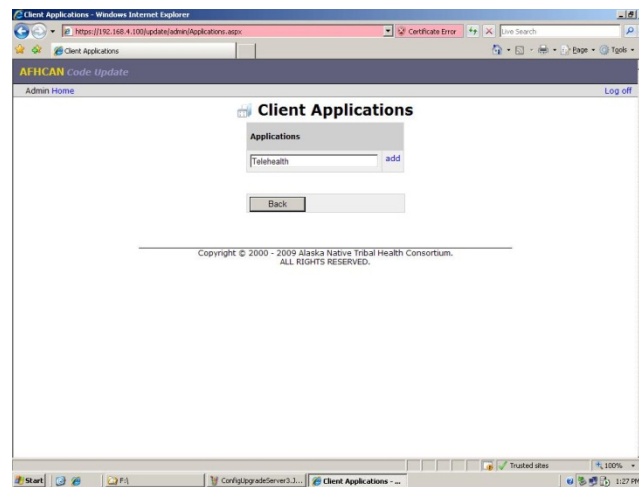 Client Applications - Windows Internet Explorer
https://192.168.4.100/update/admin/Applications.aspx Certificate Error Live Search
Client Applications Page Tools
AFHCAN Code Update
Admin Home Log off
Client Applications
Applications
Telehealth add
Back
Copyright © 2000 - 2009 Alaska Native Tribal Health Consortium.
ALL RIGHTS RESERVED.
Trusted sites 100%
Start F:\ ConfigUpgradeServer3.J... Client Applications - ... 1:27 PM